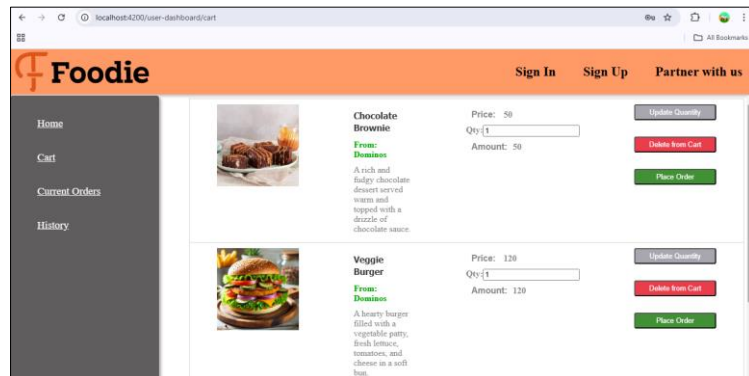 localhost:4200/user-dashboard/cart
All Bookmarks
Foodie
Sign In
Sign Up
Partner with us
Home
Cart
Current Orders
History
Chocolate
Brownie
From:
Dominos
A rich and
fudgy chocolate
dessert served
warm and
topped with a
drizzle of
chocolate sauce.
Price: 50
Qty: 1
Amount: 50
Update Quantity
Delete from Cart
Place Order
Veggie
Burger
From:
Dominos
A hearty burger
filled with a
vegetable patty,
fresh lettuce,
tomatoes, and
cheese in a soft
bun.
Price: 120
Qty: 1
Amount: 120
Update Quantity
Delete from Cart
Place Order